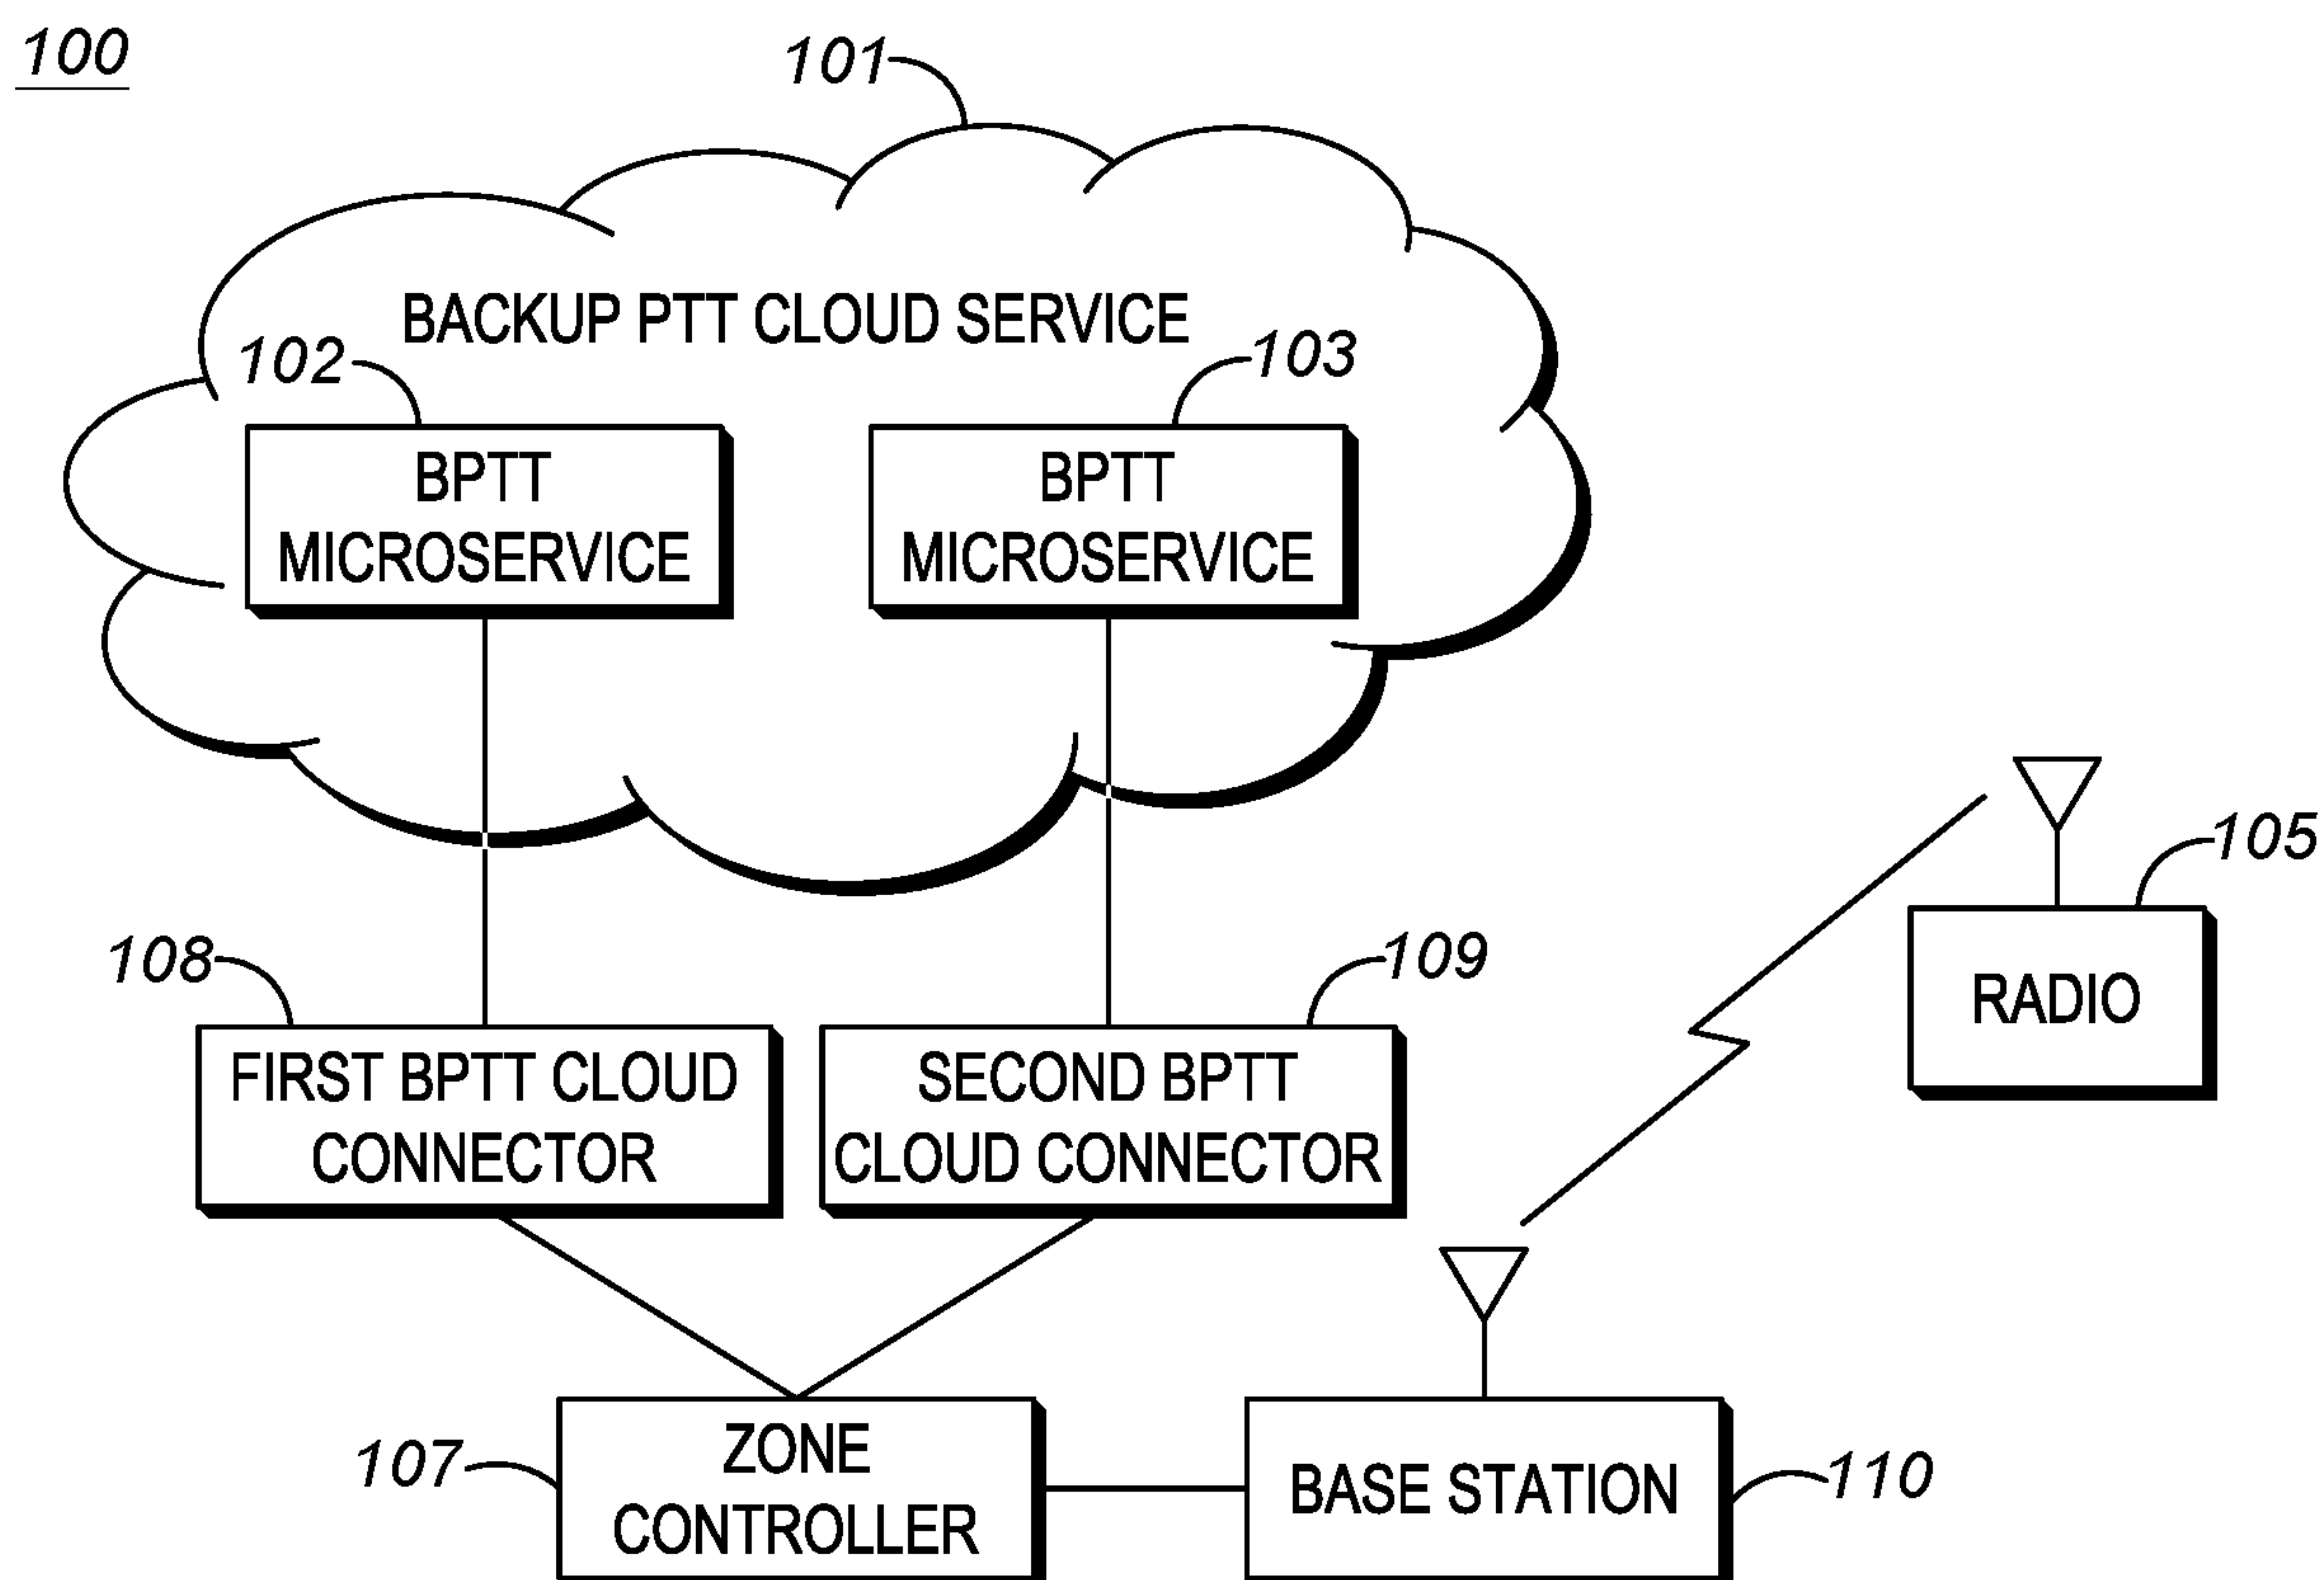 100
101
BACKUP PTT CLOUD SERVICE
102
103
BPTT
MICROSERVICE
BPTT
MICROSERVICE
105
RADIO
108
109
FIRST BPTT CLOUD
CONNECTOR
SECOND BPTT
CLOUD CONNECTOR
107
ZONE
CONTROLLER
BASE STATION
110